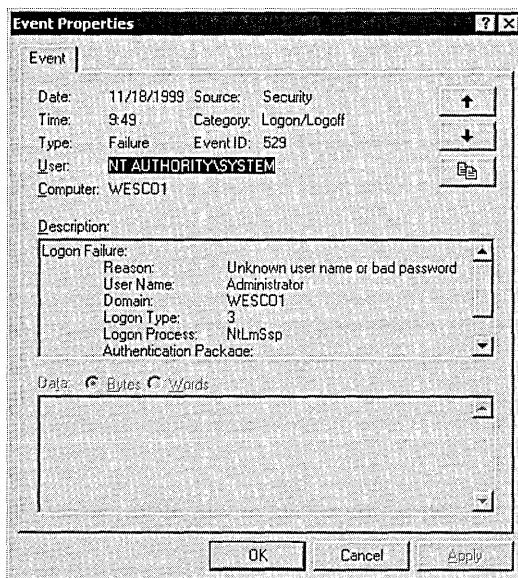 Event Properties
Event
Date: 11/18/1999 Source: Security
Time: 9:49 Category: Logon/Logoff
Type: Failure Event ID: 529
User: NT AUTHORITY\SYSTEM
Computer: WESCO1
Description:
Logon Failure:
Reason: Unknown user name or bad password
User Name: Administrator
Domain: WESCO1
Logon Type: 3
Logon Process: NtLmSsp
Authentication Package:
Data: Bytes Words
OK Cancel Apply